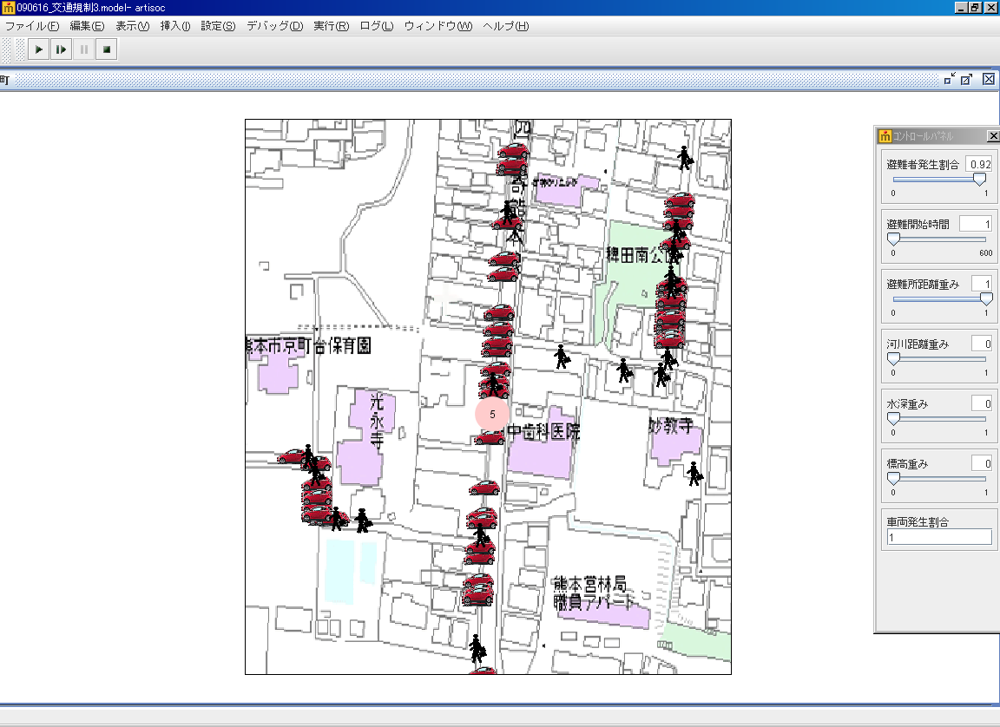 090616_交通規制3.model- artisoc
ファイル(F) 編集(E) 表示(V) 挿入(I) 設定(S) デバッグ(D) 実行(R) ログ(L) ウィンドウ(W) ヘルプ(H)
町
コントロールパネル
避難者発生割合 0.92
0 1
避難開始時間 1
0 600
避難所距離重み 1
0 1
河川距離重み 0
0 1
水深重み 0
0 1
標高重み 0
0 1
車両発生割合
1
稗田南公
熊本市京町台保育園
光永寺
5
中歯科医院
妙教寺
熊本営林局
職員アパート